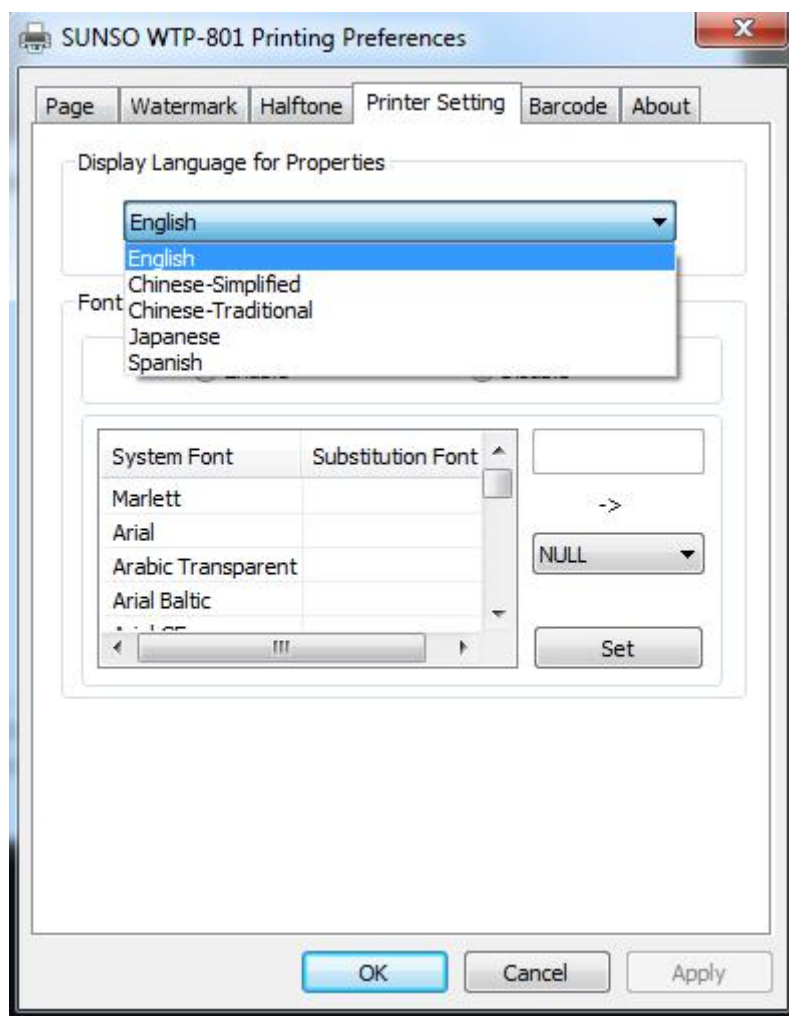 SUNSO WTP-801 Printing Preferences
Page Watermark Halftone Printer Setting Barcode About
Display Language for Properties
English
English
Chinese-Simplified
Chinese-Traditional
Japanese
Spanish
Font
System Font Substitution Font
Marlett
Arial
Arabic Transparent
Arial Baltic
->
NULL
Set
OK Cancel Apply